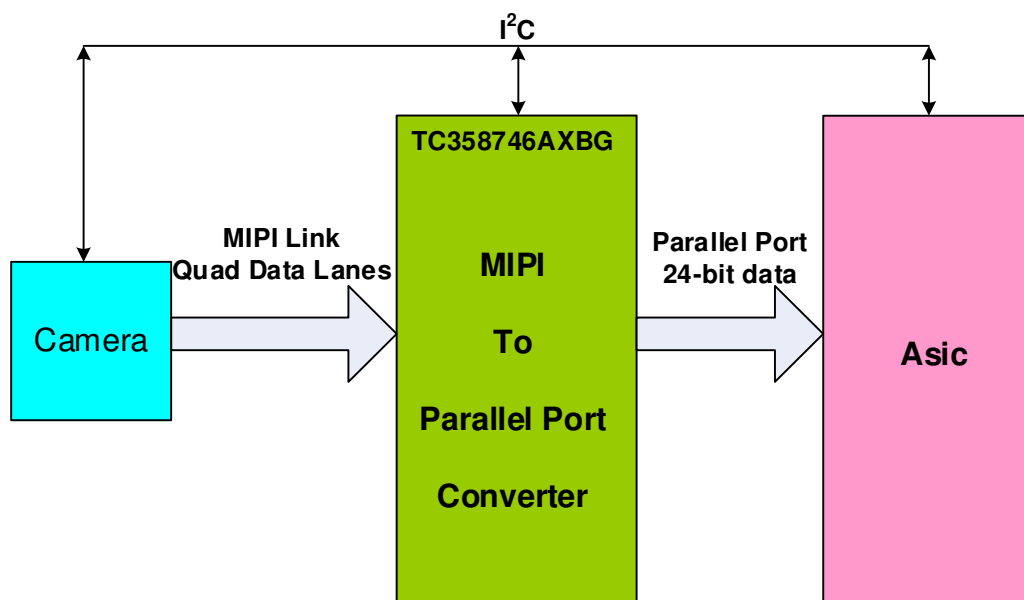 I²C
TC358746AXBG
MIPI Link
Quad Data Lanes
Parallel Port
24-bit data
Camera
MIPI
To
Parallel Port
Converter
Asic